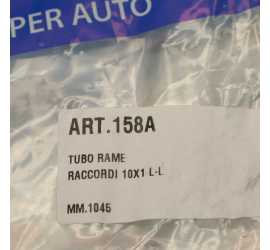 PER AUTO
ART.158A
TUBO RAME
RACCORDI 10X1 L-L
MM.1045